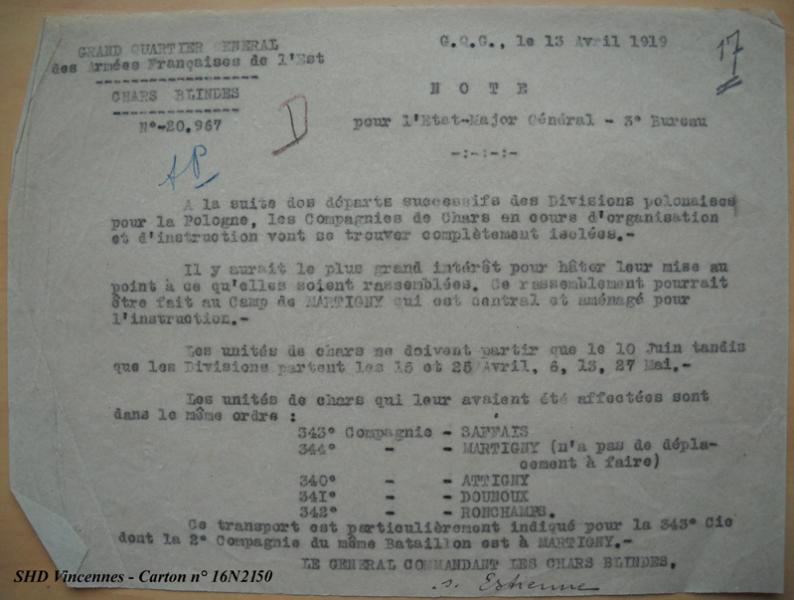 GRAND QUARTIER GENERAL
des Armées Françaises de l'Est
CHARS BLINDES
N°-20.967
G.Q.G., le 13 Avril 1919
17
N O T E
pour l'Etat-Major Général - 3° Bureau
-:-:-:-
D
AP
A la suite des départs successifs des Divisions polonaises
pour la Pologne, les Compagnies de Chars en cours d'organisation
et d'instruction vont se trouver complètement isolées.-
Il y aurait le plus grand intérêt pour hâter leur mise au
point à ce qu'elles soient rassemblées. Ce rassemblement pourrait
être fait au Camp de MARTIGNY qui est central et aménagé pour
l'instruction.-
Les unités de chars ne doivent partir que le 10 Juin tandis
que les Divisions partent les 15 et 25 Avril, 6, 13, 27 Mai.-
Les unités de chars qui leur avaient été affectées sont
dans le même ordre :
343° Compagnie - SAFFAIS
344° - - MARTIGNY (n'a pas de dépla-
cement à faire)
340° - - ATTIGNY
341° - - DOUNOUX
342° - - RONCHAMPS.
Ce transport est particulièrement indiqué pour la 343° Cie
dont la 2° Compagnie du même Bataillon est à MARTIGNY.-
LE GENERAL COMMANDANT LES CHARS BLINDES,
s. Estienne
SHD Vincennes - Carton n° 16N2150